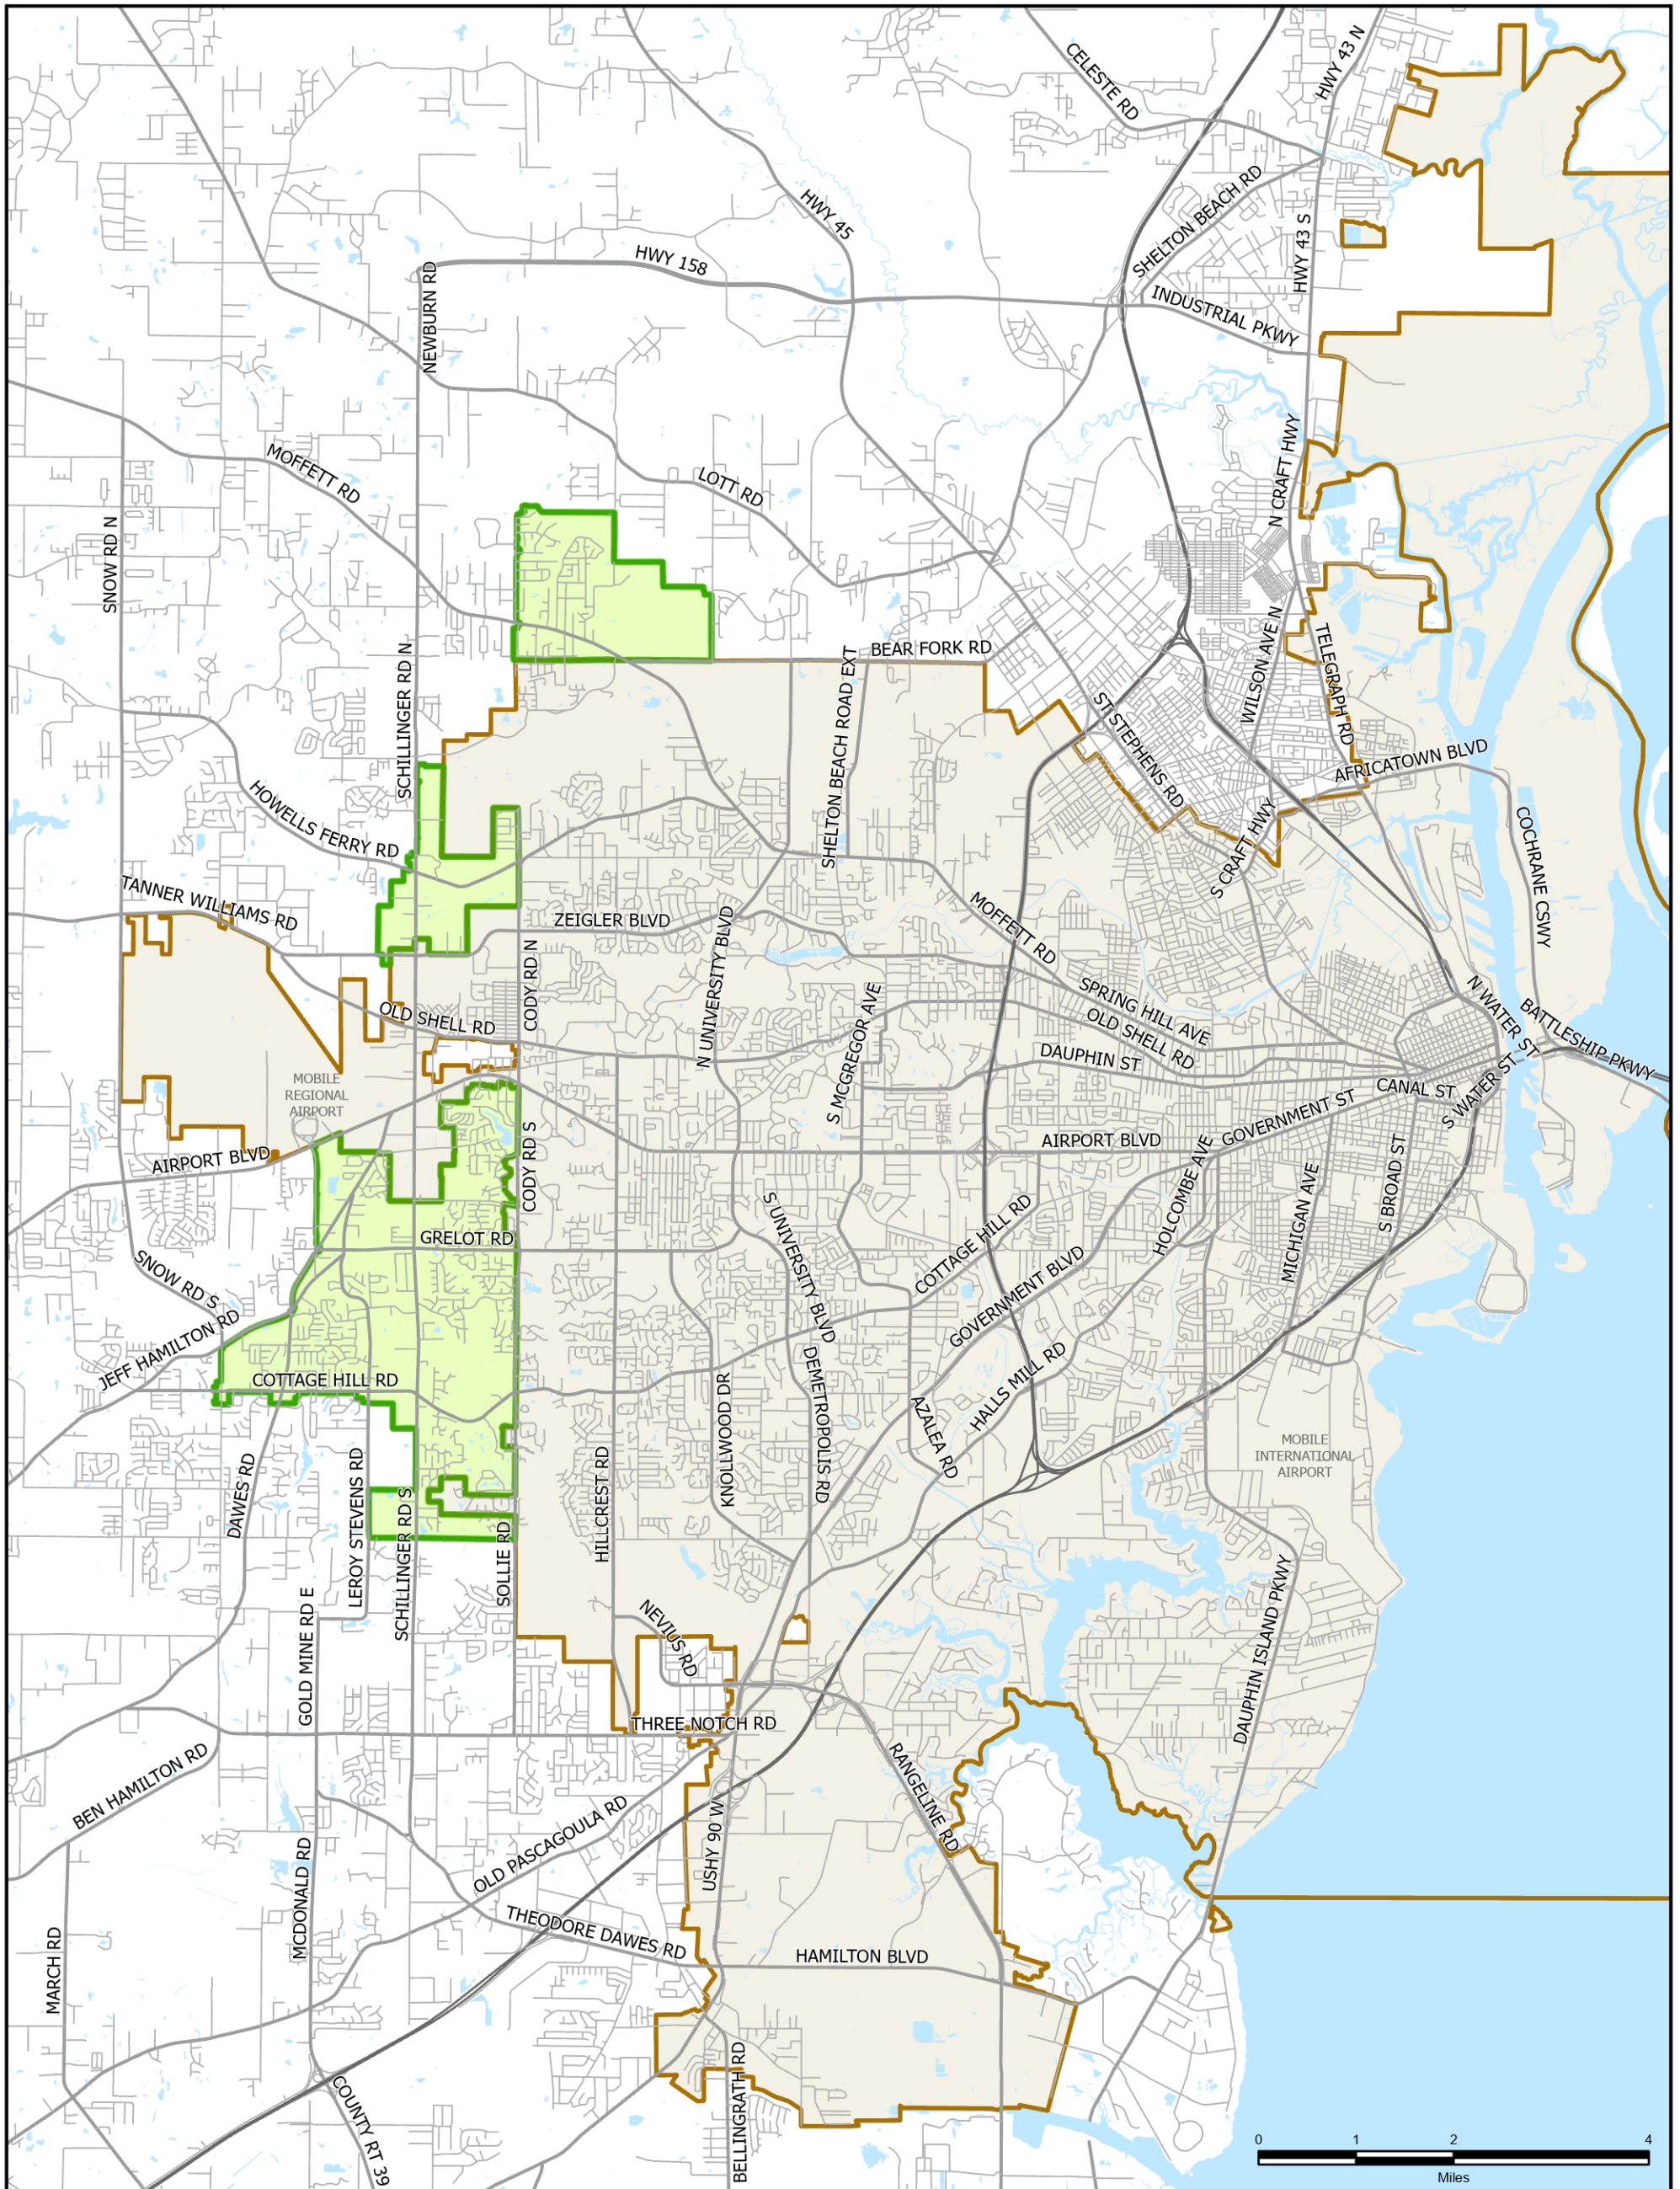 CELESTE RD
HWY 43 N
HWY 45
SHELTON BEACH RD
HWY 43 S
HWY 158
NEWBURN RD
INDUSTRIAL PKWY
MOFFETT RD
LOTT RD
N CRAFT HWY
SNOW RD N
SCHILLINGER RD N
BEAR FORK RD
WILSON AVE N
TELEGRAPH RD
SHELTON BEACH ROAD EXT
ST STEPHENS RD
AFRICATOWN BLVD
HOWELLS FERRY RD
S CRAFT HWY
COCHRANE CSWY
TANNER WILLIAMS RD
ZEIGLER BLVD
MOFFETT RD
CODY RD N
N UNIVERSITY BLVD
SPRING HILL AVE
N WATER ST
OLD SHELL RD
S MCGREGOR AVE
OLD SHELL RD
BATTLESHIP PKWY
DAUPHIN ST
MOBILE
REGIONAL
AIRPORT
CANAL ST
S WATER ST
GOVERNMENT ST
AIRPORT BLVD
AIRPORT BLVD
CODY RD S
HOLCOMBE AVE
MICHIGAN AVE
S BROAD ST
GRELOT RD
S UNIVERSITY BLVD
COTTAGE HILL RD
SNOW RD S
GOVERNMENT BLVD
JEFF HAMILTON RD
COTTAGE HILL RD
HALLS MILL RD
KNOLLWOOD DR
DEMETROPOLIS RD
AZALEA RD
MOBILE
INTERNATIONAL
AIRPORT
DAWES RD
LEROY STEVENS RD
SCHILLINGER RD S
SOLLIE RD
HILLCREST RD
GOLD MINE RD E
NEVIUS RD
DAUPHIN ISLAND PKWY
THREE NOTCH RD
BEN HAMILTON RD
RANGELINE RD
OLD PASCAGOULA RD
USHY 90 W
MCDONALD RD
MARCH RD
THEODORE DAWES RD
HAMILTON BLVD
BELLINGRATH RD
COUNTY RT 39
0 1 2 4
Miles